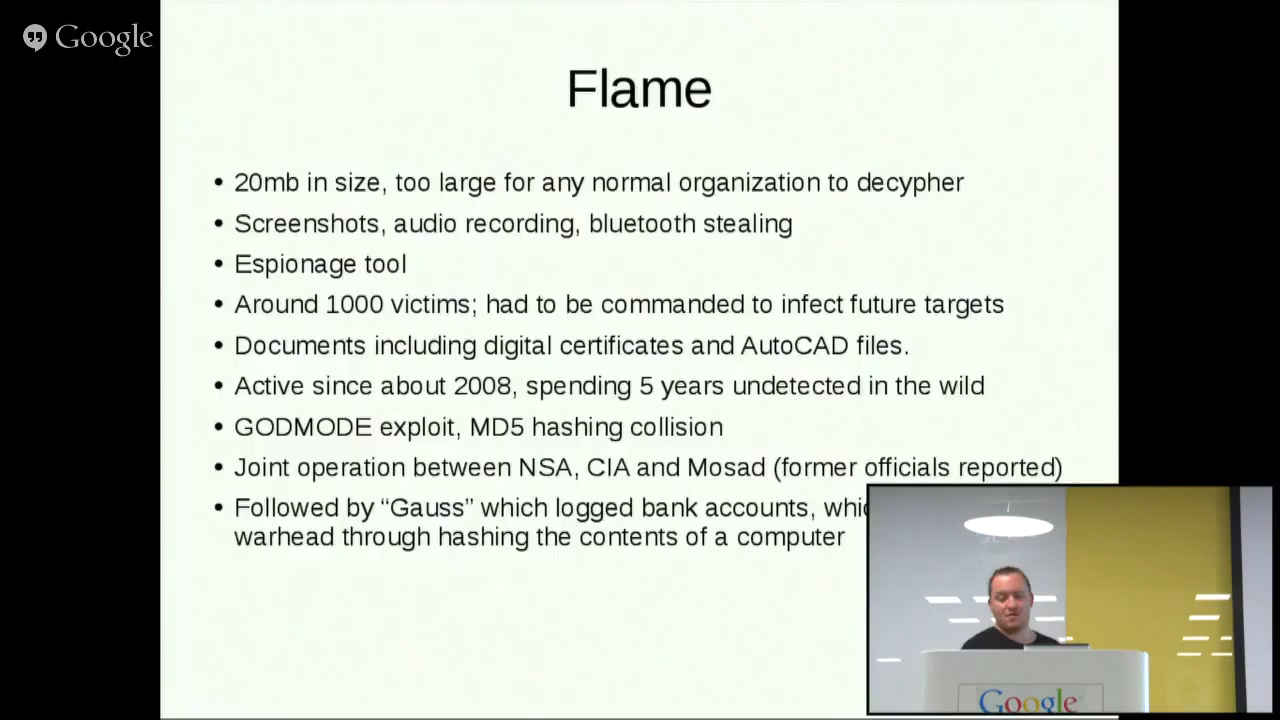 Google
Flame
• 20mb in size, too large for any normal organization to decypher
• Screenshots, audio recording, bluetooth stealing
• Espionage tool
• Around 1000 victims; had to be commanded to infect future targets
• Documents including digital certificates and AutoCAD files.
• Active since about 2008, spending 5 years undetected in the wild
• GODMODE exploit, MD5 hashing collision
• Joint operation between NSA, CIA and Mosad (former officials reported)
• Followed by “Gauss” which logged bank accounts,
warhead through hashing the contents of a computer
Google